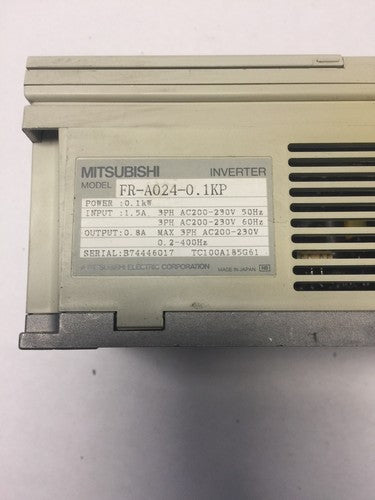 MITSUBISHI INVERTER
MODEL FR-A024-0.1KP
POWER :0.1kW
INPUT :1.5A 3PH AC200-230V 50Hz
3PH AC200-230V 60Hz
OUTPUT:0.8A MAX 3PH AC200-230V
0.2-400Hz
SERIAL:B74446017 TC100A185G61
MITSUBISHI ELECTRIC CORPORATION MADE IN JAPAN